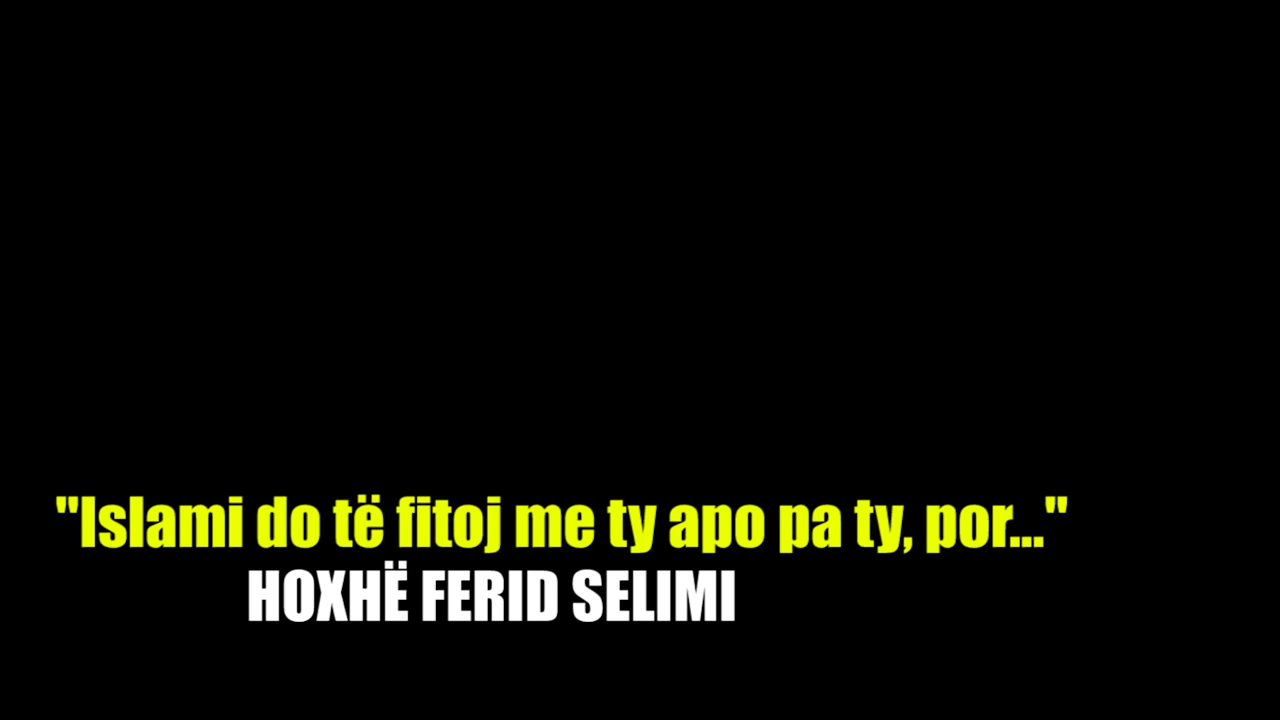 "Islami do të fitoj me ty apo pa ty, por..."
HOXHË FERID SELIMI